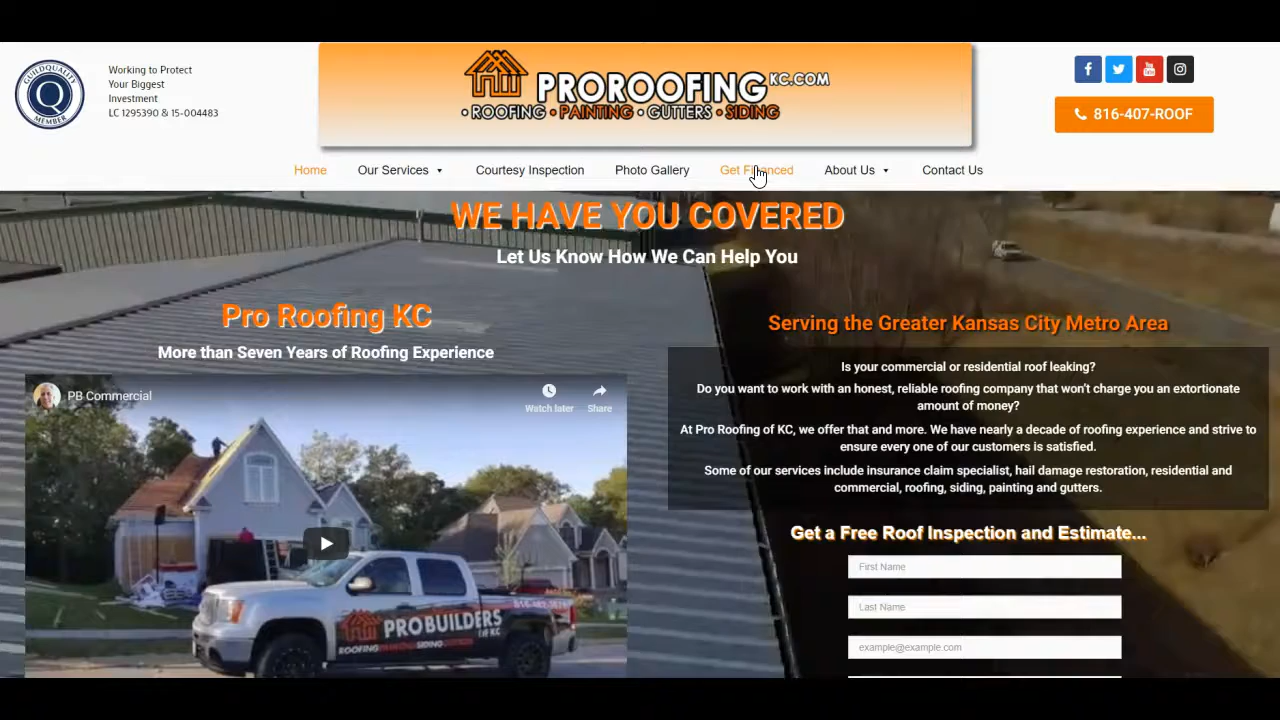 GUILDQUALITY
Q
MEMBER
Working to Protect
Your Biggest
Investment
LC 1295390 & 15-004483
PROROOFING KC.COM
• ROOFING • PAINTING • GUTTERS • SIDING
816-407-ROOF
Home
Our Services
Courtesy Inspection
Photo Gallery
Get Financed
About Us
Contact Us
WE HAVE YOU COVERED
Let Us Know How We Can Help You
Pro Roofing KC
More than Seven Years of Roofing Experience
PB Commercial
Watch later
Share
PROBUILDERS
ROOFING PAINTING SIDING
Serving the Greater Kansas City Metro Area
Is your commercial or residential roof leaking?
Do you want to work with an honest, reliable roofing company that won't charge you an extortionate
amount of money?
At Pro Roofing of KC, we offer that and more. We have nearly a decade of roofing experience and strive to
ensure every one of our customers is satisfied.
Some of our services include insurance claim specialist, hail damage restoration, residential and
commercial, roofing, siding, painting and gutters.
Get a Free Roof Inspection and Estimate...
First Name
Last Name
example@example.com